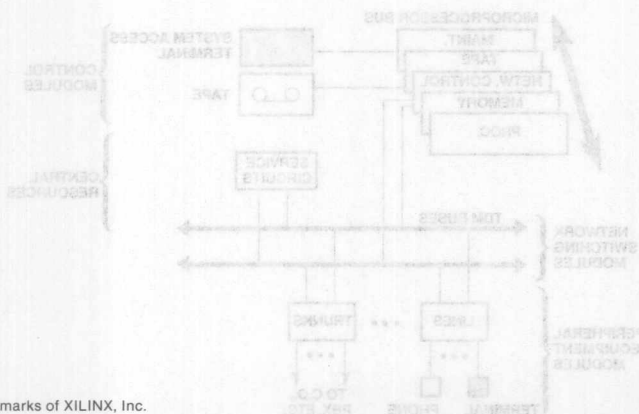 MICROPROCESSOR BUS
SYSTEM ACCESS
TERMINAL
MAINT.
TAPE
CONTROL
MODULES
TAPE
NETW. CONTROL
MEMORY
PROC.
CENTRAL
RESOURCES
SERVICE
CIRCUITS
TDM BUSES
NETWORK
SWITCHING
MODULES
TRUNKS
LINES
PERIPHERAL
EQUIPMENT
MODULES
TO C.O.,
PBX, ETC.
PHONE
TERMINAL
marks of XILINX, Inc.